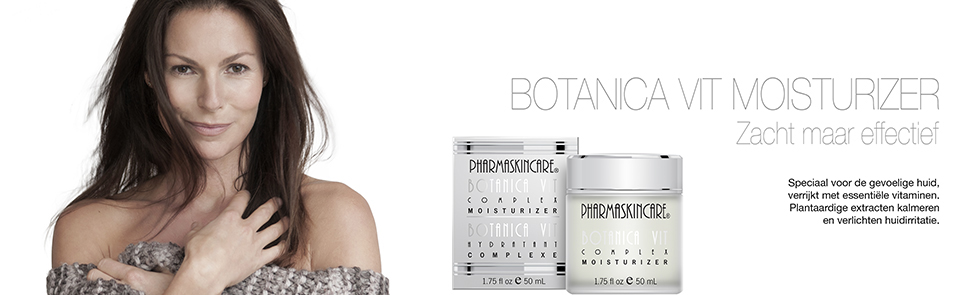 BOTANICA VIT MOISTURIZER
Zacht maar effectief
Speciaal voor de gevoelige huid,
verrijkt met essentiële vitaminen.
Plantaardige extracten kalmeren
en verlichten huidirritatie.
PHARMASKINCARE®
BOTANICA VIT
COMPLEX
MOISTURIZER
BOTANICA VIT
HYDRATANT
COMPLEXE
1.75 fl oz e 50 mL
PHARMASKINCARE®
BOTANICA VIT
COMPLEX
MOISTURIZER
1.75 fl oz e 50 mL